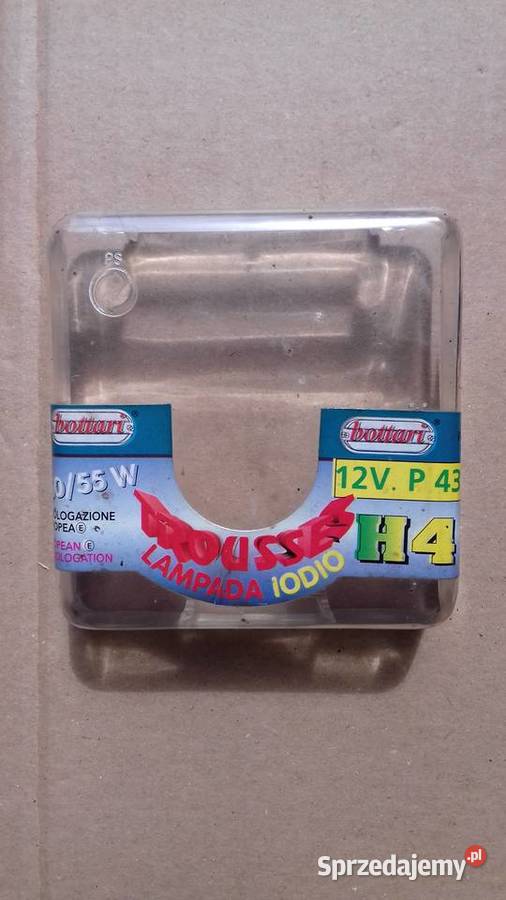 PS
bottari®
bottari®
0/55 W
12V. P 43
OLOGAZIONE
OPEA Ⓔ
PEAN Ⓔ
OLOGATION
TROUSSE
LAMPADA iODIO
H4
Sprzedajemy.pl